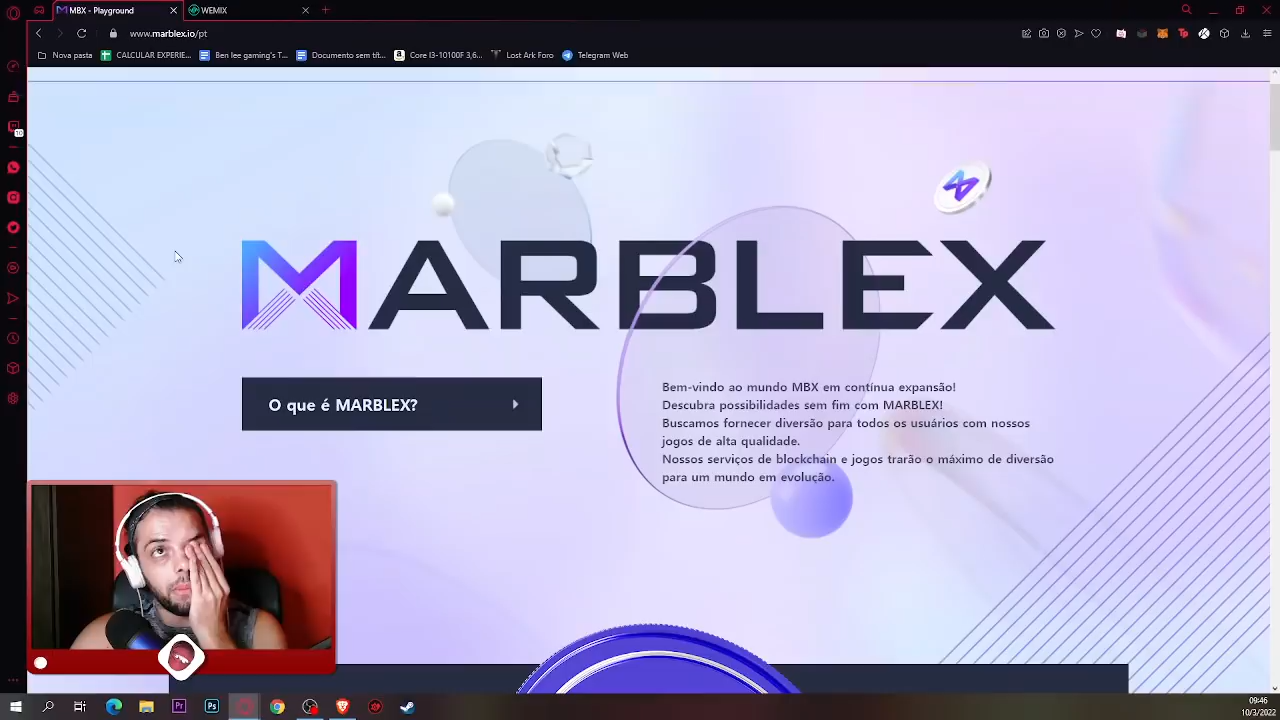 MBX - Playground
WEMIX
www.marblex.io/pt
Nova pasta
CALCULAR EXPERIE...
Ben lee gaming's T...
Documento sem tít...
Core I3-10100F 3,6...
Lost Ark Foro
Telegram Web
10
MARBLEX
O que é MARBLEX?
Bem-vindo ao mundo MBX em contínua expansão!
Descubra possibilidades sem fim com MARBLEX!
Buscamos fornecer diversão para todos os usuários com nossos
jogos de alta qualidade.
Nossos serviços de blockchain e jogos trarão o máximo de diversão
para um mundo em evolução.
Pr
Ps
09:46
10/3/2022